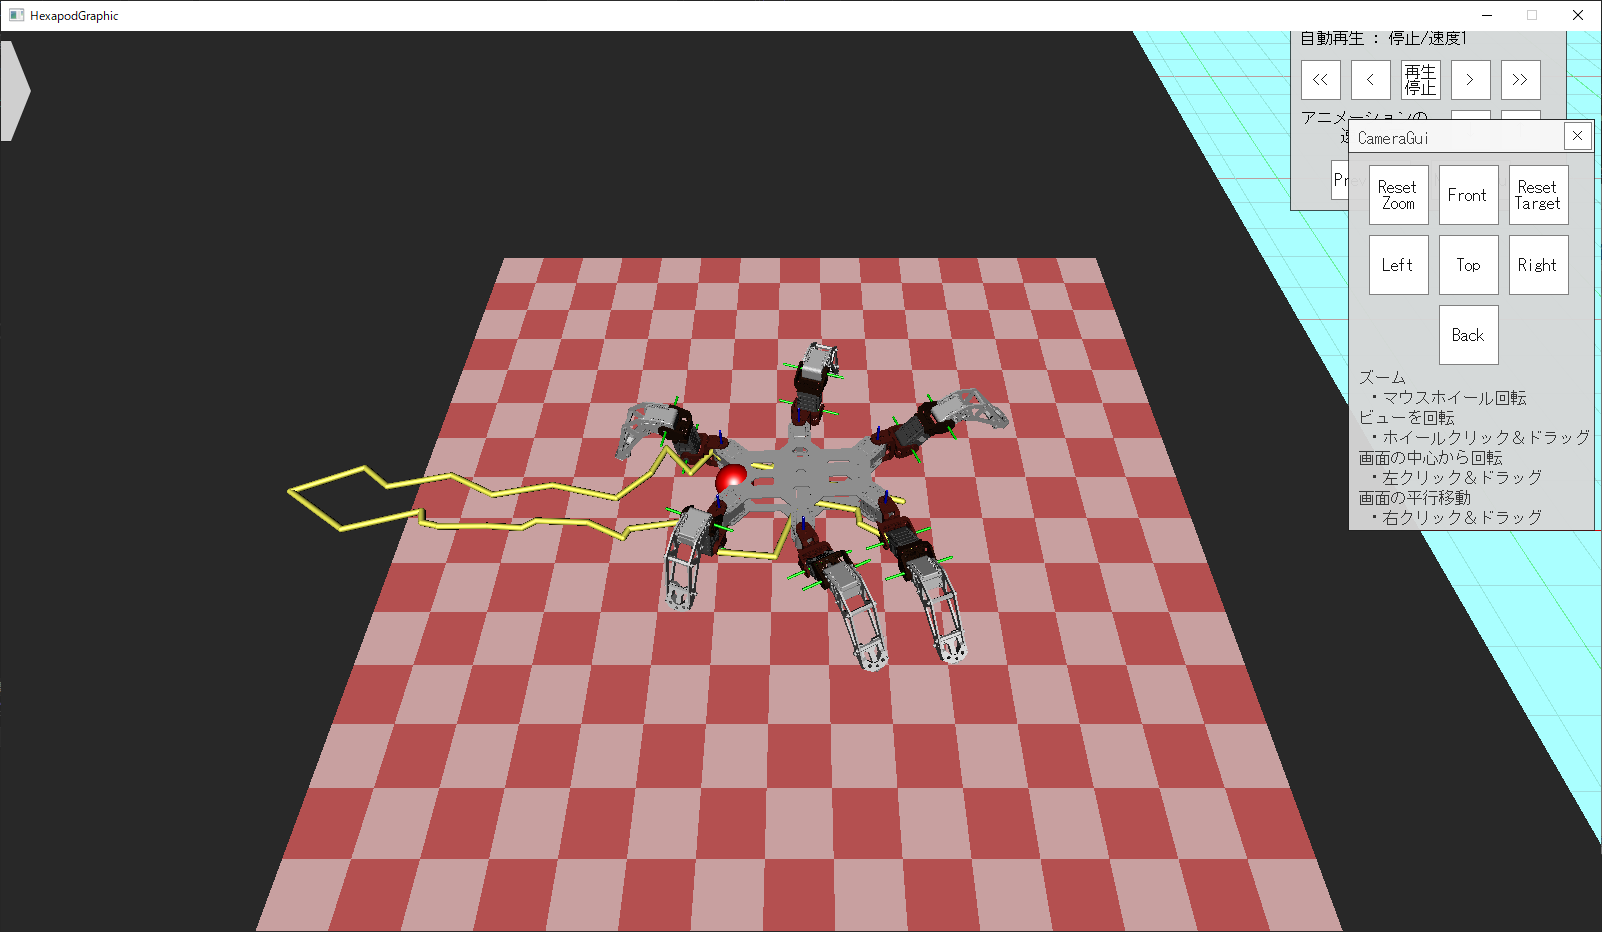 HexapodGraphic
自動再生 : 停止/速度1
<<
<
再生
停止
>
>>
アニメーションの
CameraGui
Reset
Zoom
Front
Reset
Target
Left
Top
Right
Back
ズーム
・マウスホイール回転
ビューを回転
・ホイールクリック＆ドラッグ
画面の中心から回転
・左クリック＆ドラッグ
画面の平行移動
・右クリック＆ドラッグ